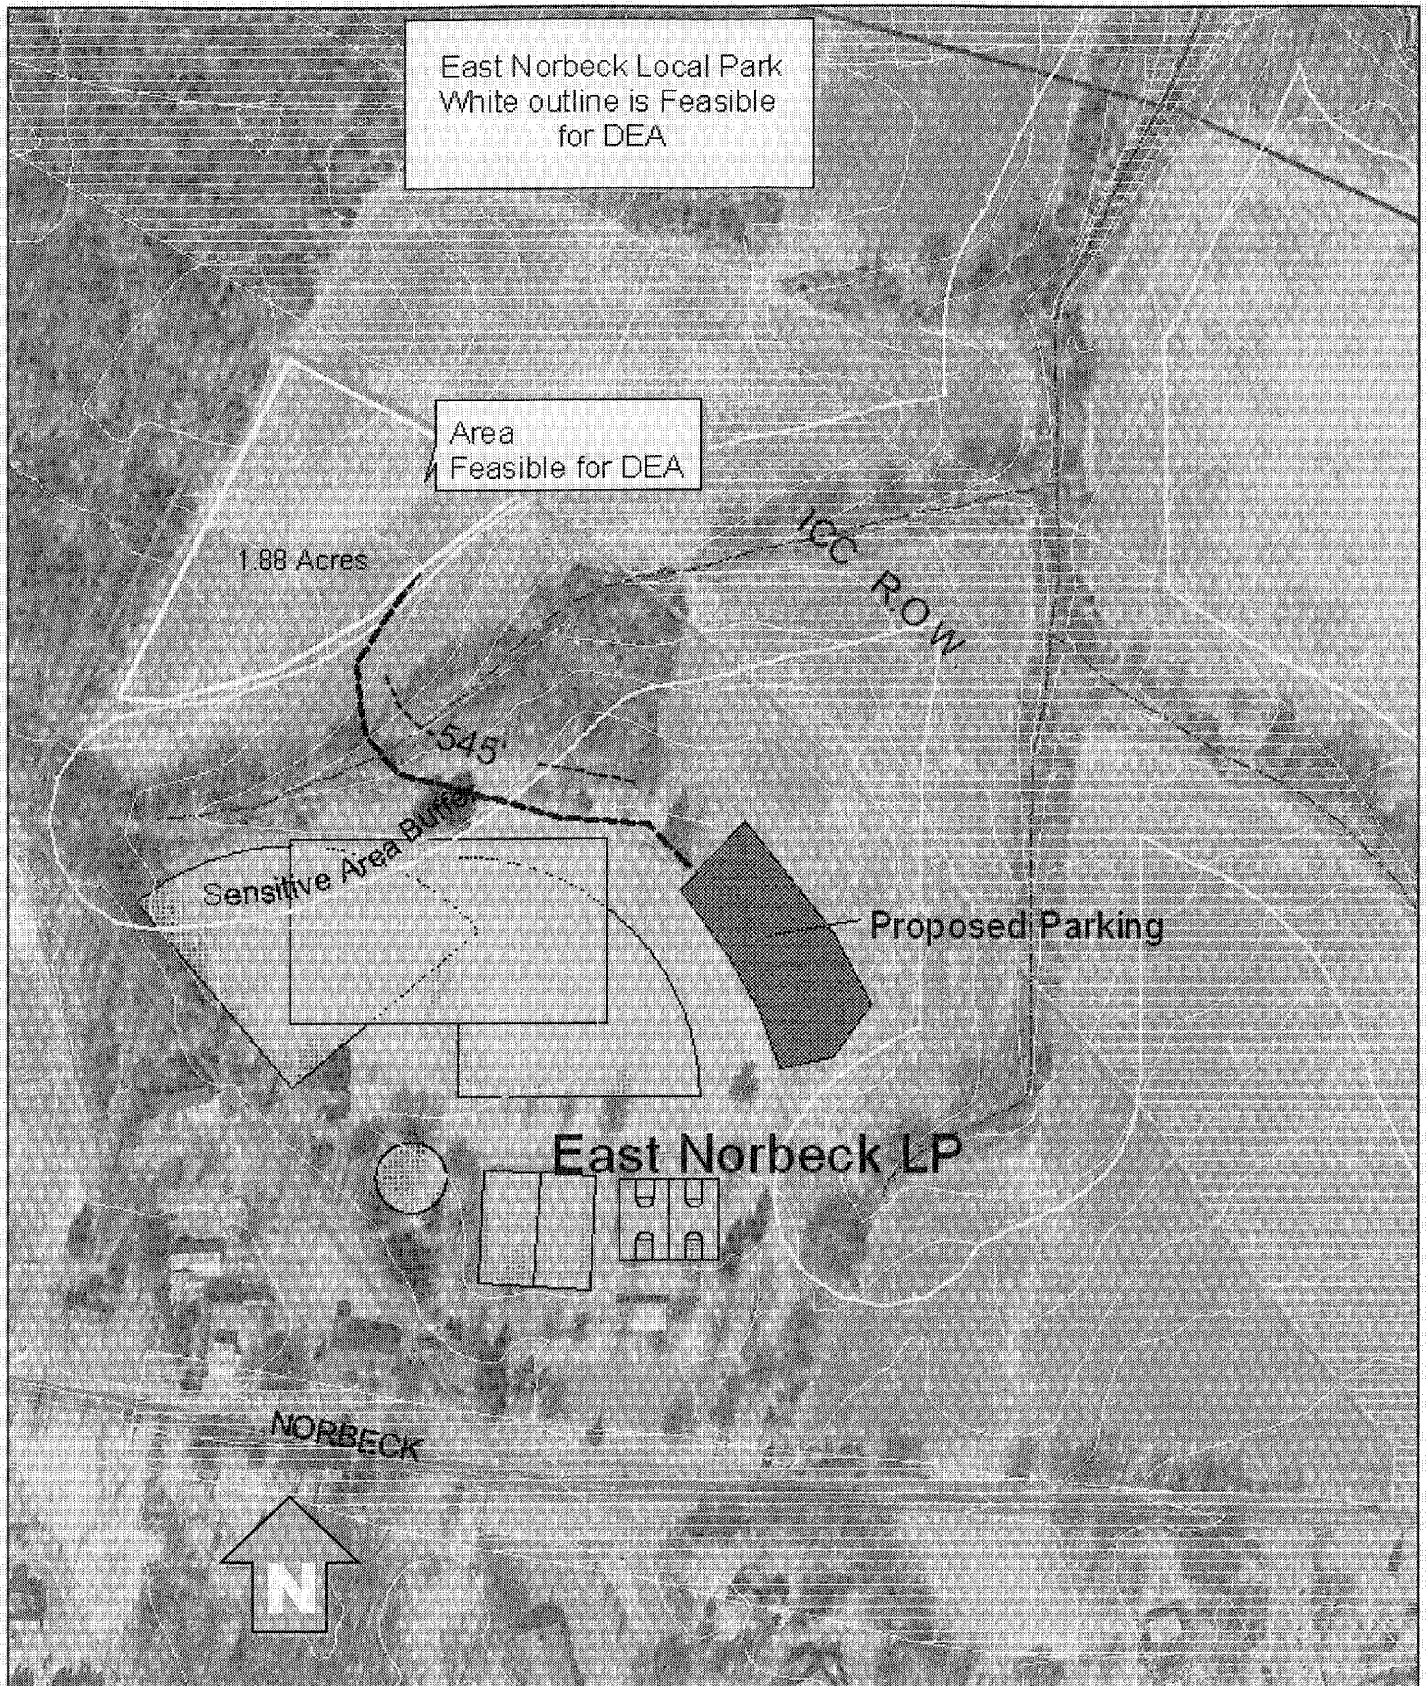 East Norbeck Local Park
White outline is Feasible
for DEA
Area
Feasible for DEA
1.88 Acres
ICC R.O.W.
-545'
Sensitive Area Buffer
Proposed Parking
East Norbeck LP
NORBECK
N